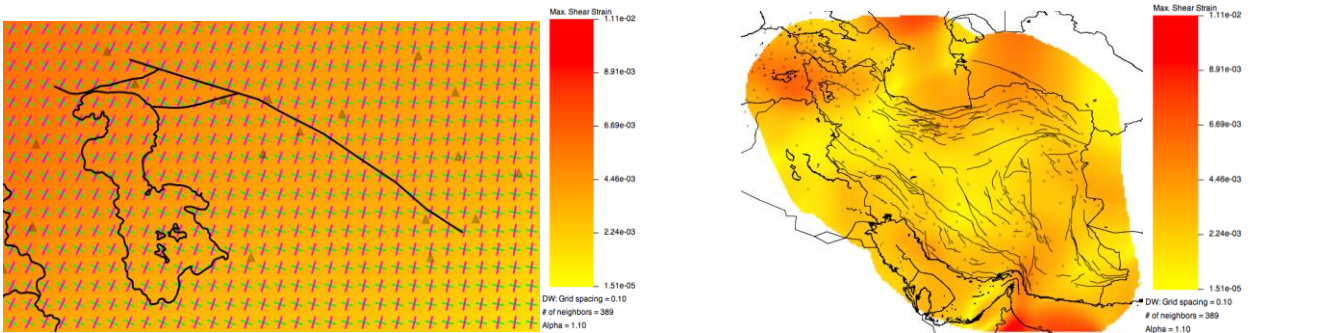 Max. Shear Strain
1.11e-02
8.91e-03
6.69e-03
4.46e-03
2.24e-03
1.51e-05
DW: Grid spacing = 0.10
# of neighbors = 389
Alpha = 1.10
Max. Shear Strain
1.11e-02
8.91e-03
6.69e-03
4.46e-03
2.24e-03
1.51e-05
DW: Grid spacing = 0.10
# of neighbors = 389
Alpha = 1.10